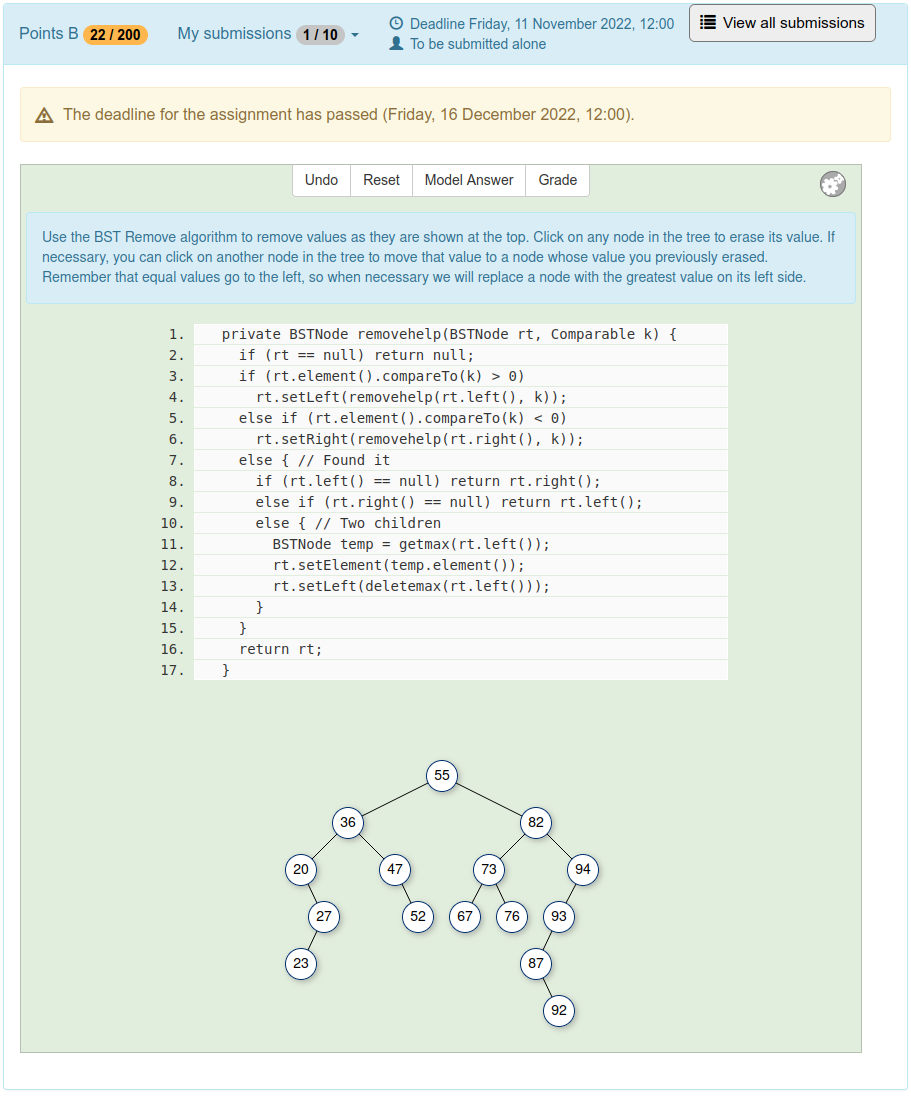 Points B 22 / 200 My submissions 1 / 10 Deadline Friday, 11 November 2022, 12:00 View all submissions
To be submitted alone
The deadline for the assignment has passed (Friday, 16 December 2022, 12:00).
Undo Reset Model Answer Grade
Use the BST Remove algorithm to remove values as they are shown at the top. Click on any node in the tree to erase its value. If
necessary, you can click on another node in the tree to move that value to a node whose value you previously erased.
Remember that equal values go to the left, so when necessary we will replace a node with the greatest value on its left side.
1. private BSTNode removehelp(BSTNode rt, Comparable k) {
2. if (rt == null) return null;
3. if (rt.element().compareTo(k) > 0)
4. rt.setLeft(removehelp(rt.left(), k));
5. else if (rt.element().compareTo(k) < 0)
6. rt.setRight(removehelp(rt.right(), k));
7. else { // Found it
8. if (rt.left() == null) return rt.right();
9. else if (rt.right() == null) return rt.left();
10. else { // Two children
11. BSTNode temp = getmax(rt.left());
12. rt.setElement(temp.element());
13. rt.setLeft(deletemax(rt.left()));
14. }
15. }
16. return rt;
17. }
55
36 82
20 47 73 94
27 52 67 76 93
23 87
92